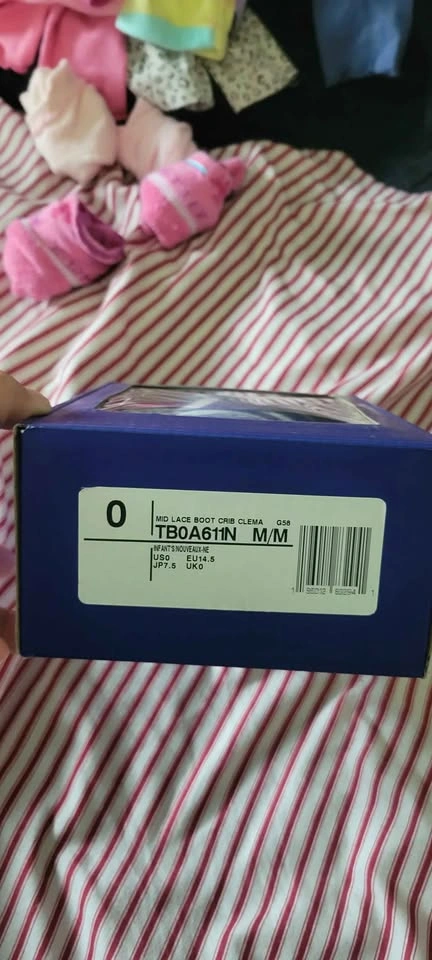 0
MID LACE BOOT CRIB CLEMA G58
TB0A611N M/M
INFANT'S/NOUVEAUX-NE
US0 EU14.5
JP7.5 UK0